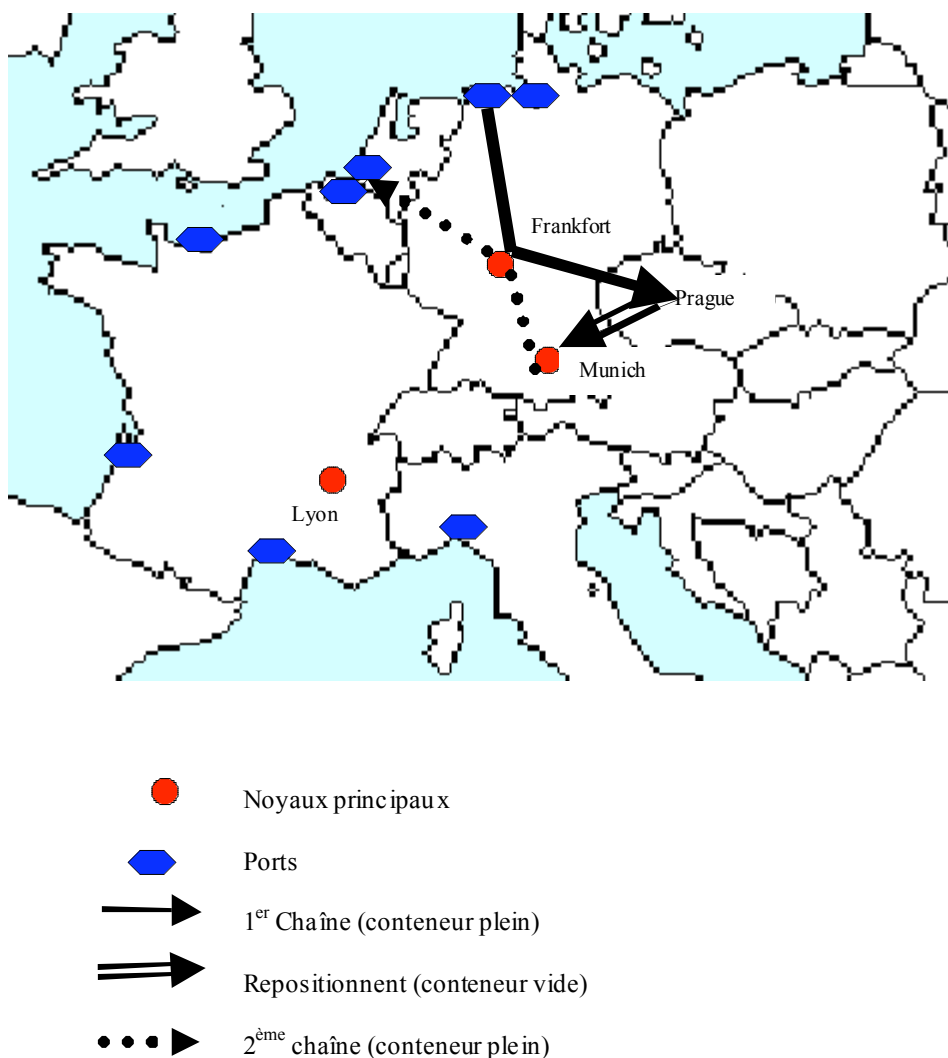 Frankfort
Prague
Munich
Lyon
Noyaux principaux
Ports
1er Chaîne (conteneur plein)
Repositionnent (conteneur vide)
2ème chaîne (conteneur plein)